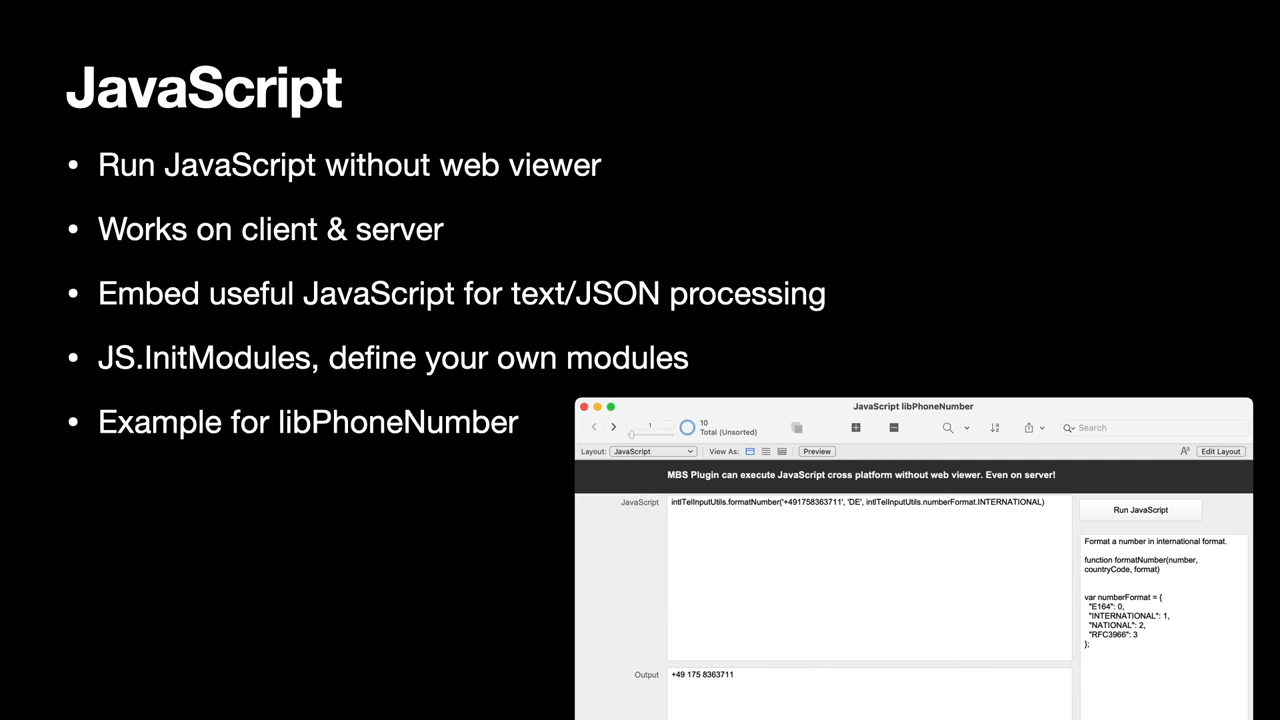 JavaScript
• Run JavaScript without web viewer
• Works on client & server
• Embed useful JavaScript for text/JSON processing
• JS.InitModules, define your own modules
• Example for libPhoneNumber
JavaScript libPhoneNumber
1
10
Total (Unsorted)
Search
Layout: JavaScript View As: Preview Edit Layout
MBS Plugin can execute JavaScript cross platform without web viewer. Even on server!
JavaScript
intlTelInputUtils.formatNumber('+491758363711', 'DE', intlTelInputUtils.numberFormat.INTERNATIONAL)
Run JavaScript
Format a number in international format.
function formatNumber(number,
countryCode, format)
var numberFormat = {
"E164": 0,
"INTERNATIONAL": 1,
"NATIONAL": 2,
"RFC3966": 3
};
Output
+49 175 8363711